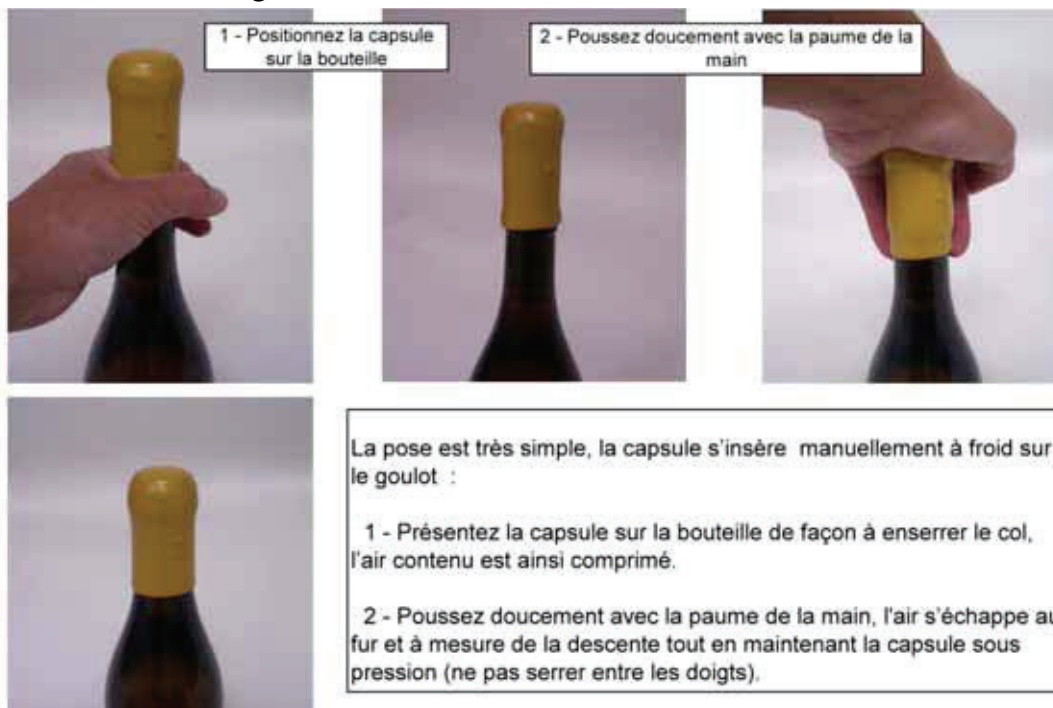 1 - Positionnez la capsule
sur la bouteille
2 - Poussez doucement avec la paume de la
main
La pose est très simple, la capsule s'insère manuellement à froid sur
le goulot :
1 - Présentez la capsule sur la bouteille de façon à enserrer le col,
l'air contenu est ainsi comprimé.
2 - Poussez doucement avec la paume de la main, l'air s'échappe au
fur et à mesure de la descente tout en maintenant la capsule sous
pression (ne pas serrer entre les doigts).